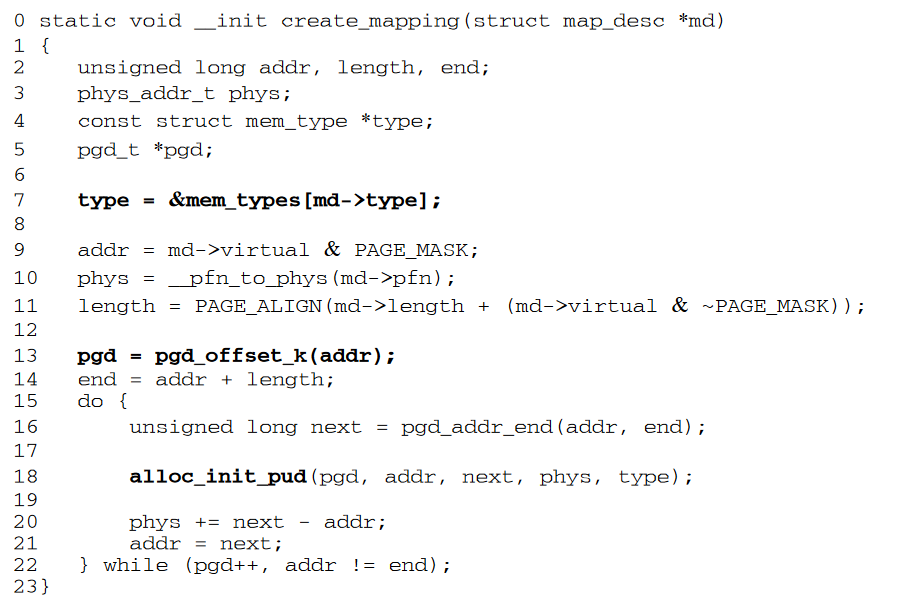 0 static void __init create_mapping(struct map_desc *md)
1 {
2    unsigned long addr, length, end;
3    phys_addr_t phys;
4    const struct mem_type *type;
5    pgd_t *pgd;
6
7    type = &mem_types[md->type];
8
9    addr = md->virtual & PAGE_MASK;
10   phys = __pfn_to_phys(md->pfn);
11   length = PAGE_ALIGN(md->length + (md->virtual & ~PAGE_MASK));
12
13   pgd = pgd_offset_k(addr);
14   end = addr + length;
15   do {
16       unsigned long next = pgd_addr_end(addr, end);
17
18       alloc_init_pud(pgd, addr, next, phys, type);
19
20       phys += next - addr;
21       addr = next;
22   } while (pgd++, addr != end);
23}